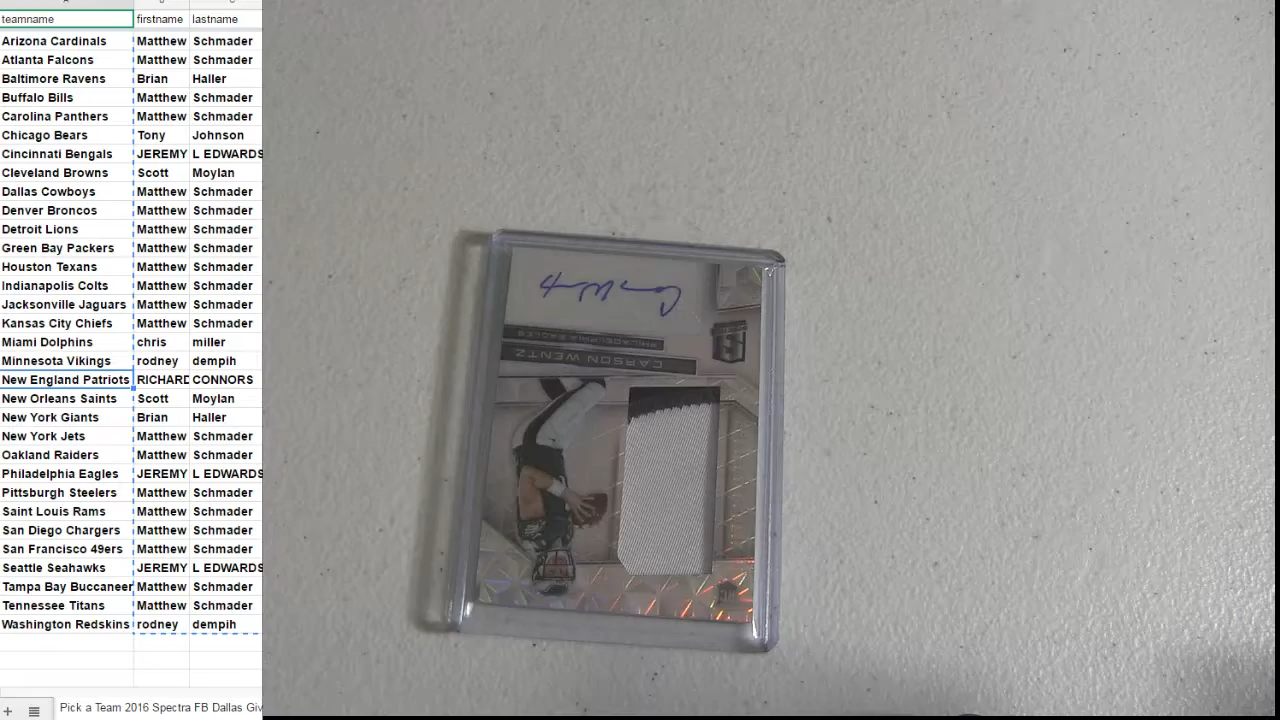 teamname firstname lastname
Arizona Cardinals Matthew Schmader
Atlanta Falcons Matthew Schmader
Baltimore Ravens Brian Haller
Buffalo Bills Matthew Schmader
Carolina Panthers Matthew Schmader
Chicago Bears Tony Johnson
Cincinnati Bengals JEREMY L EDWARDS
Cleveland Browns Scott Moylan
Dallas Cowboys Matthew Schmader
Denver Broncos Matthew Schmader
Detroit Lions Matthew Schmader
Green Bay Packers Matthew Schmader
Houston Texans Matthew Schmader
Indianapolis Colts Matthew Schmader
Jacksonville Jaguars Matthew Schmader
Kansas City Chiefs Matthew Schmader
Miami Dolphins chris miller
Minnesota Vikings rodney dempih
New England Patriots RICHARD CONNORS
New Orleans Saints Scott Moylan
New York Giants Brian Haller
New York Jets Matthew Schmader
Oakland Raiders Matthew Schmader
Philadelphia Eagles JEREMY L EDWARDS
Pittsburgh Steelers Matthew Schmader
Saint Louis Rams Matthew Schmader
San Diego Chargers Matthew Schmader
San Francisco 49ers Matthew Schmader
Seattle Seahawks JEREMY L EDWARDS
Tampa Bay Buccaneer Matthew Schmader
Tennessee Titans Matthew Schmader
Washington Redskins rodney dempih
Pick a Team 2016 Spectra FB Dallas Giv
CARSON WENTZ
PHILADELPHIA EAGLES